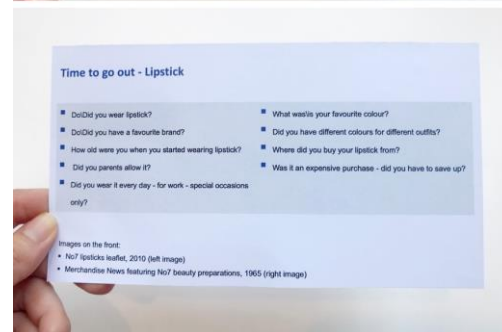 Time to go out - Lipstick
Do\Did you wear lipstick?
Do\Did you have a favourite brand?
How old were you when you started wearing lipstick?
Did you parents allow it?
Did you wear it every day - for work - special occasions
only?
What was\is your favourite colour?
Did you have different colours for different outfits?
Where did you buy your lipstick from?
Was it an expensive purchase - did you have to save up?
Images on the front:
No7 lipsticks leaflet, 2010 (left image)
Merchandise News featuring No7 beauty preparations, 1965 (right image)